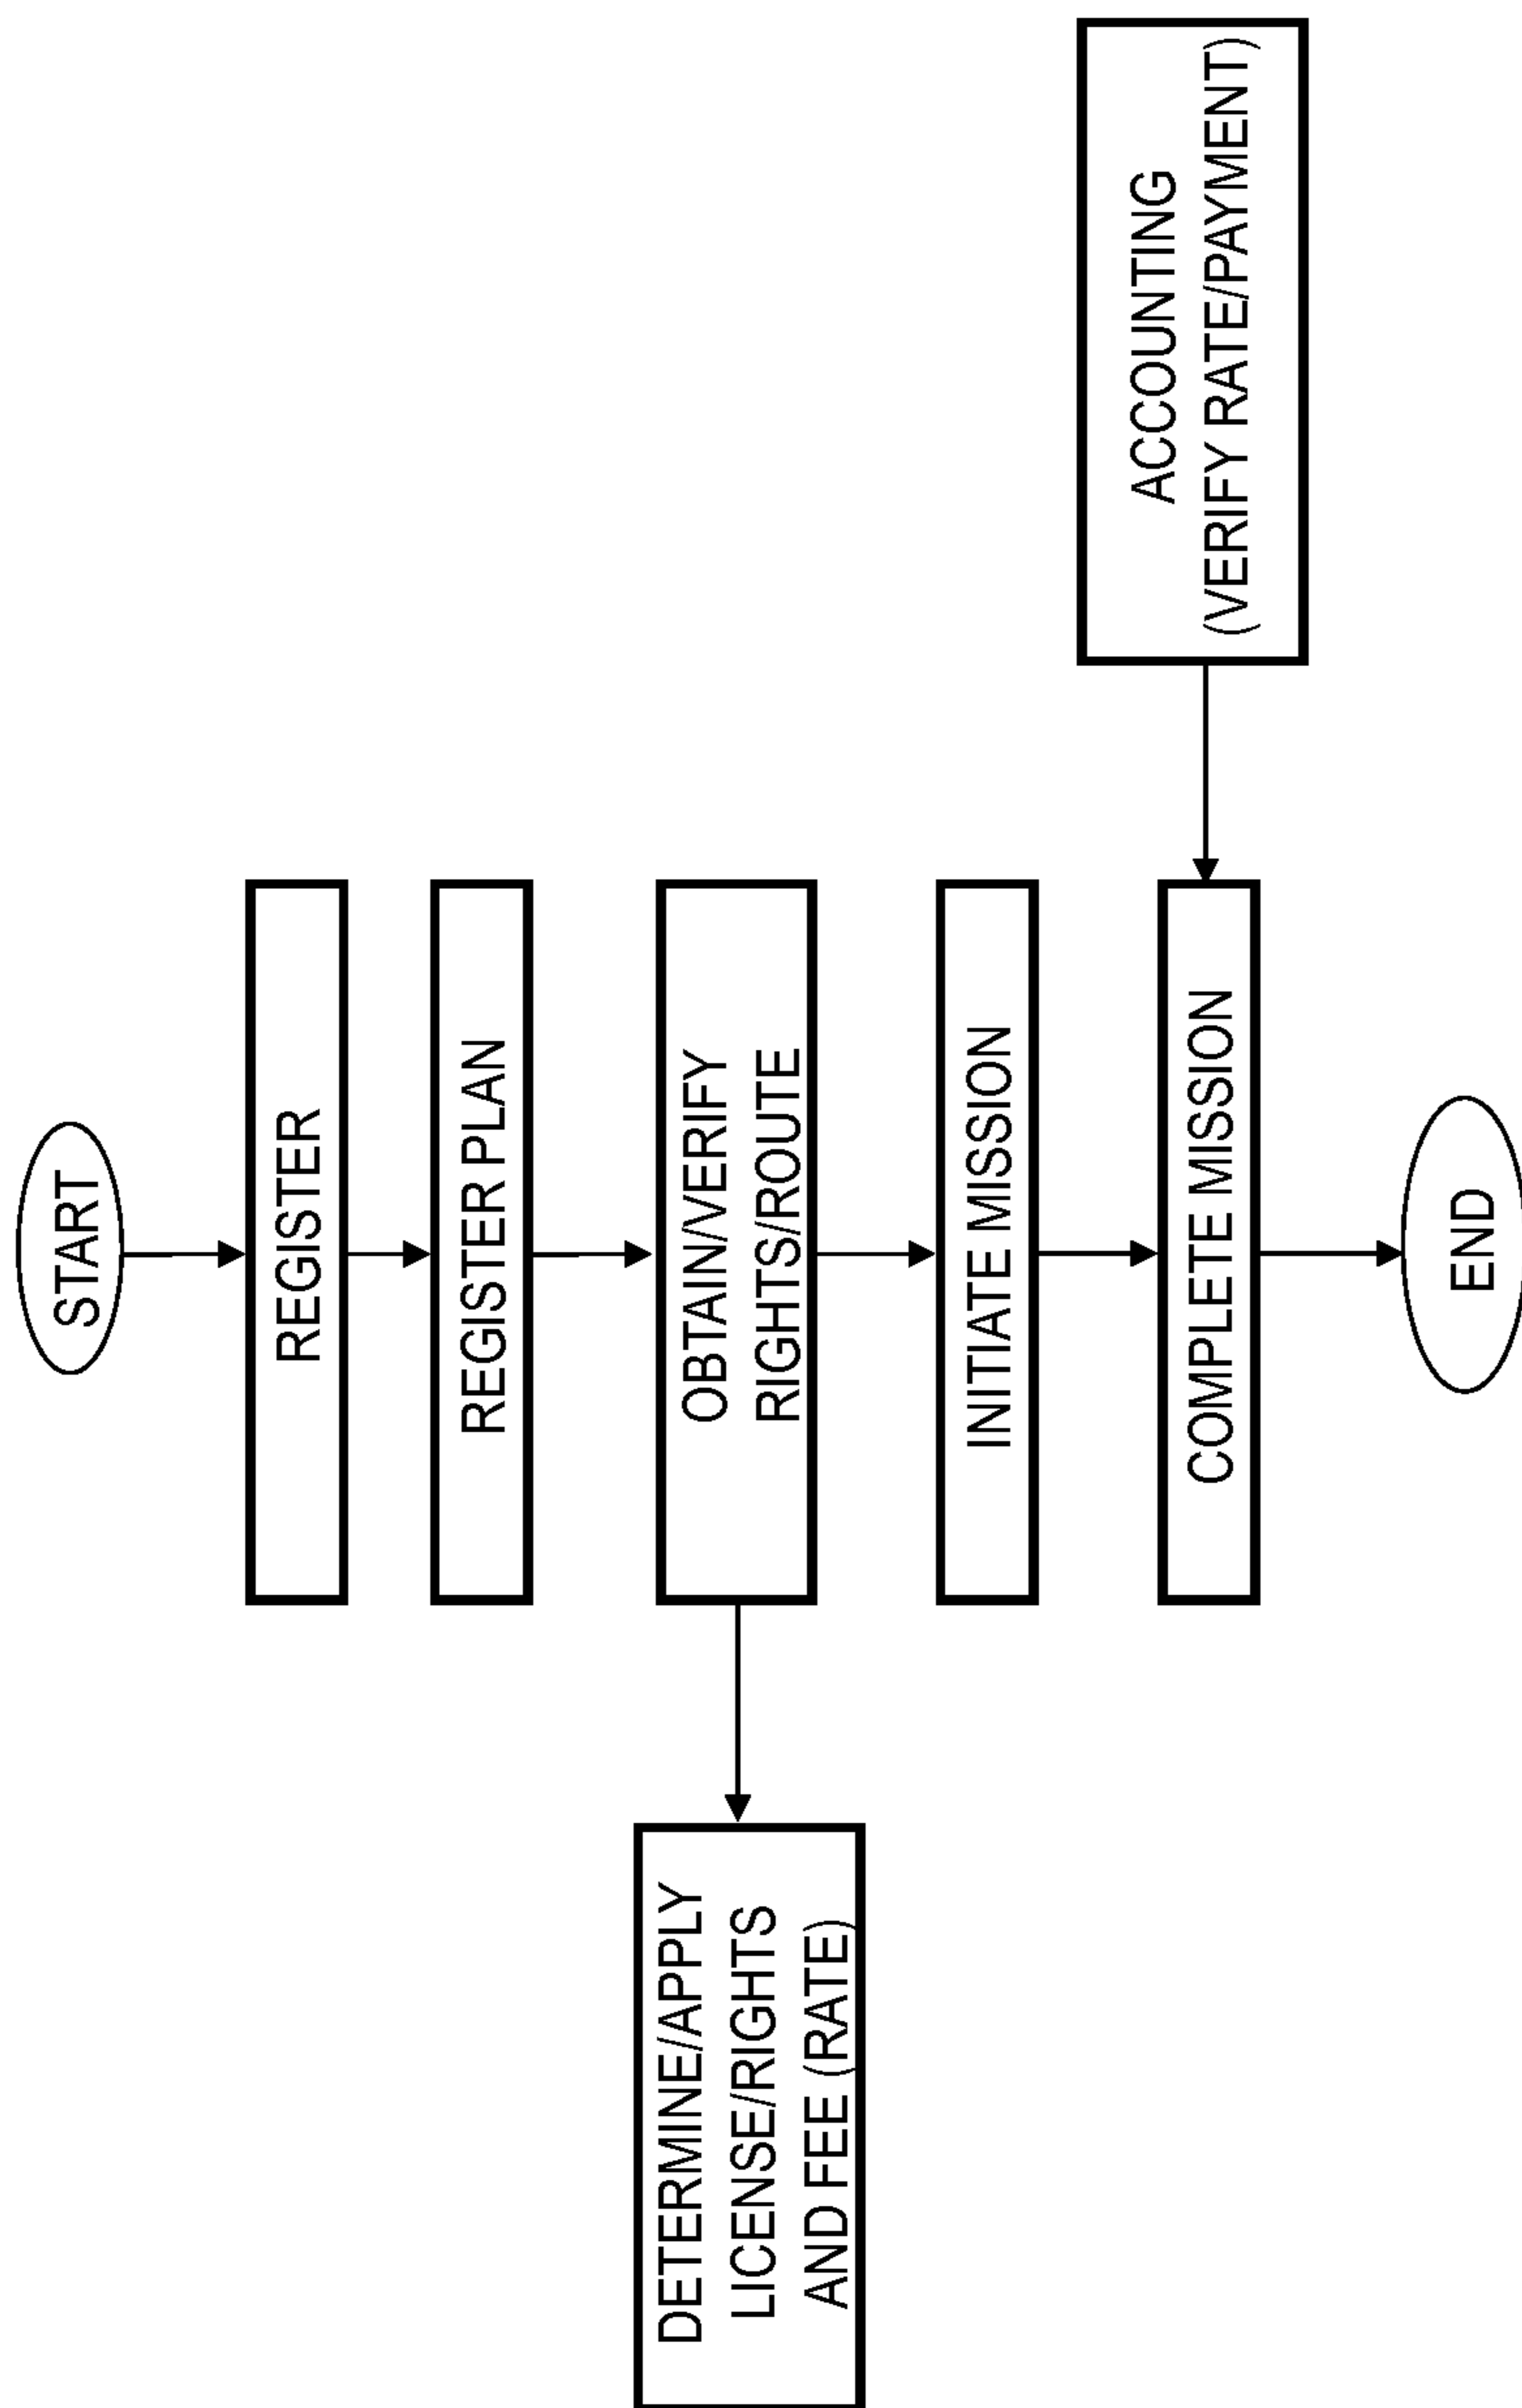 START
REGISTER
REGISTER PLAN
OBTAIN/VERIFY
RIGHTS/ROUTE
DETERMINE/APPLY
LICENSE/RIGHTS
AND FEE (RATE)
INITIATE MISSION
COMPLETE MISSION
ACCOUNTING
(VERIFY RATE/PAYMENT)
END